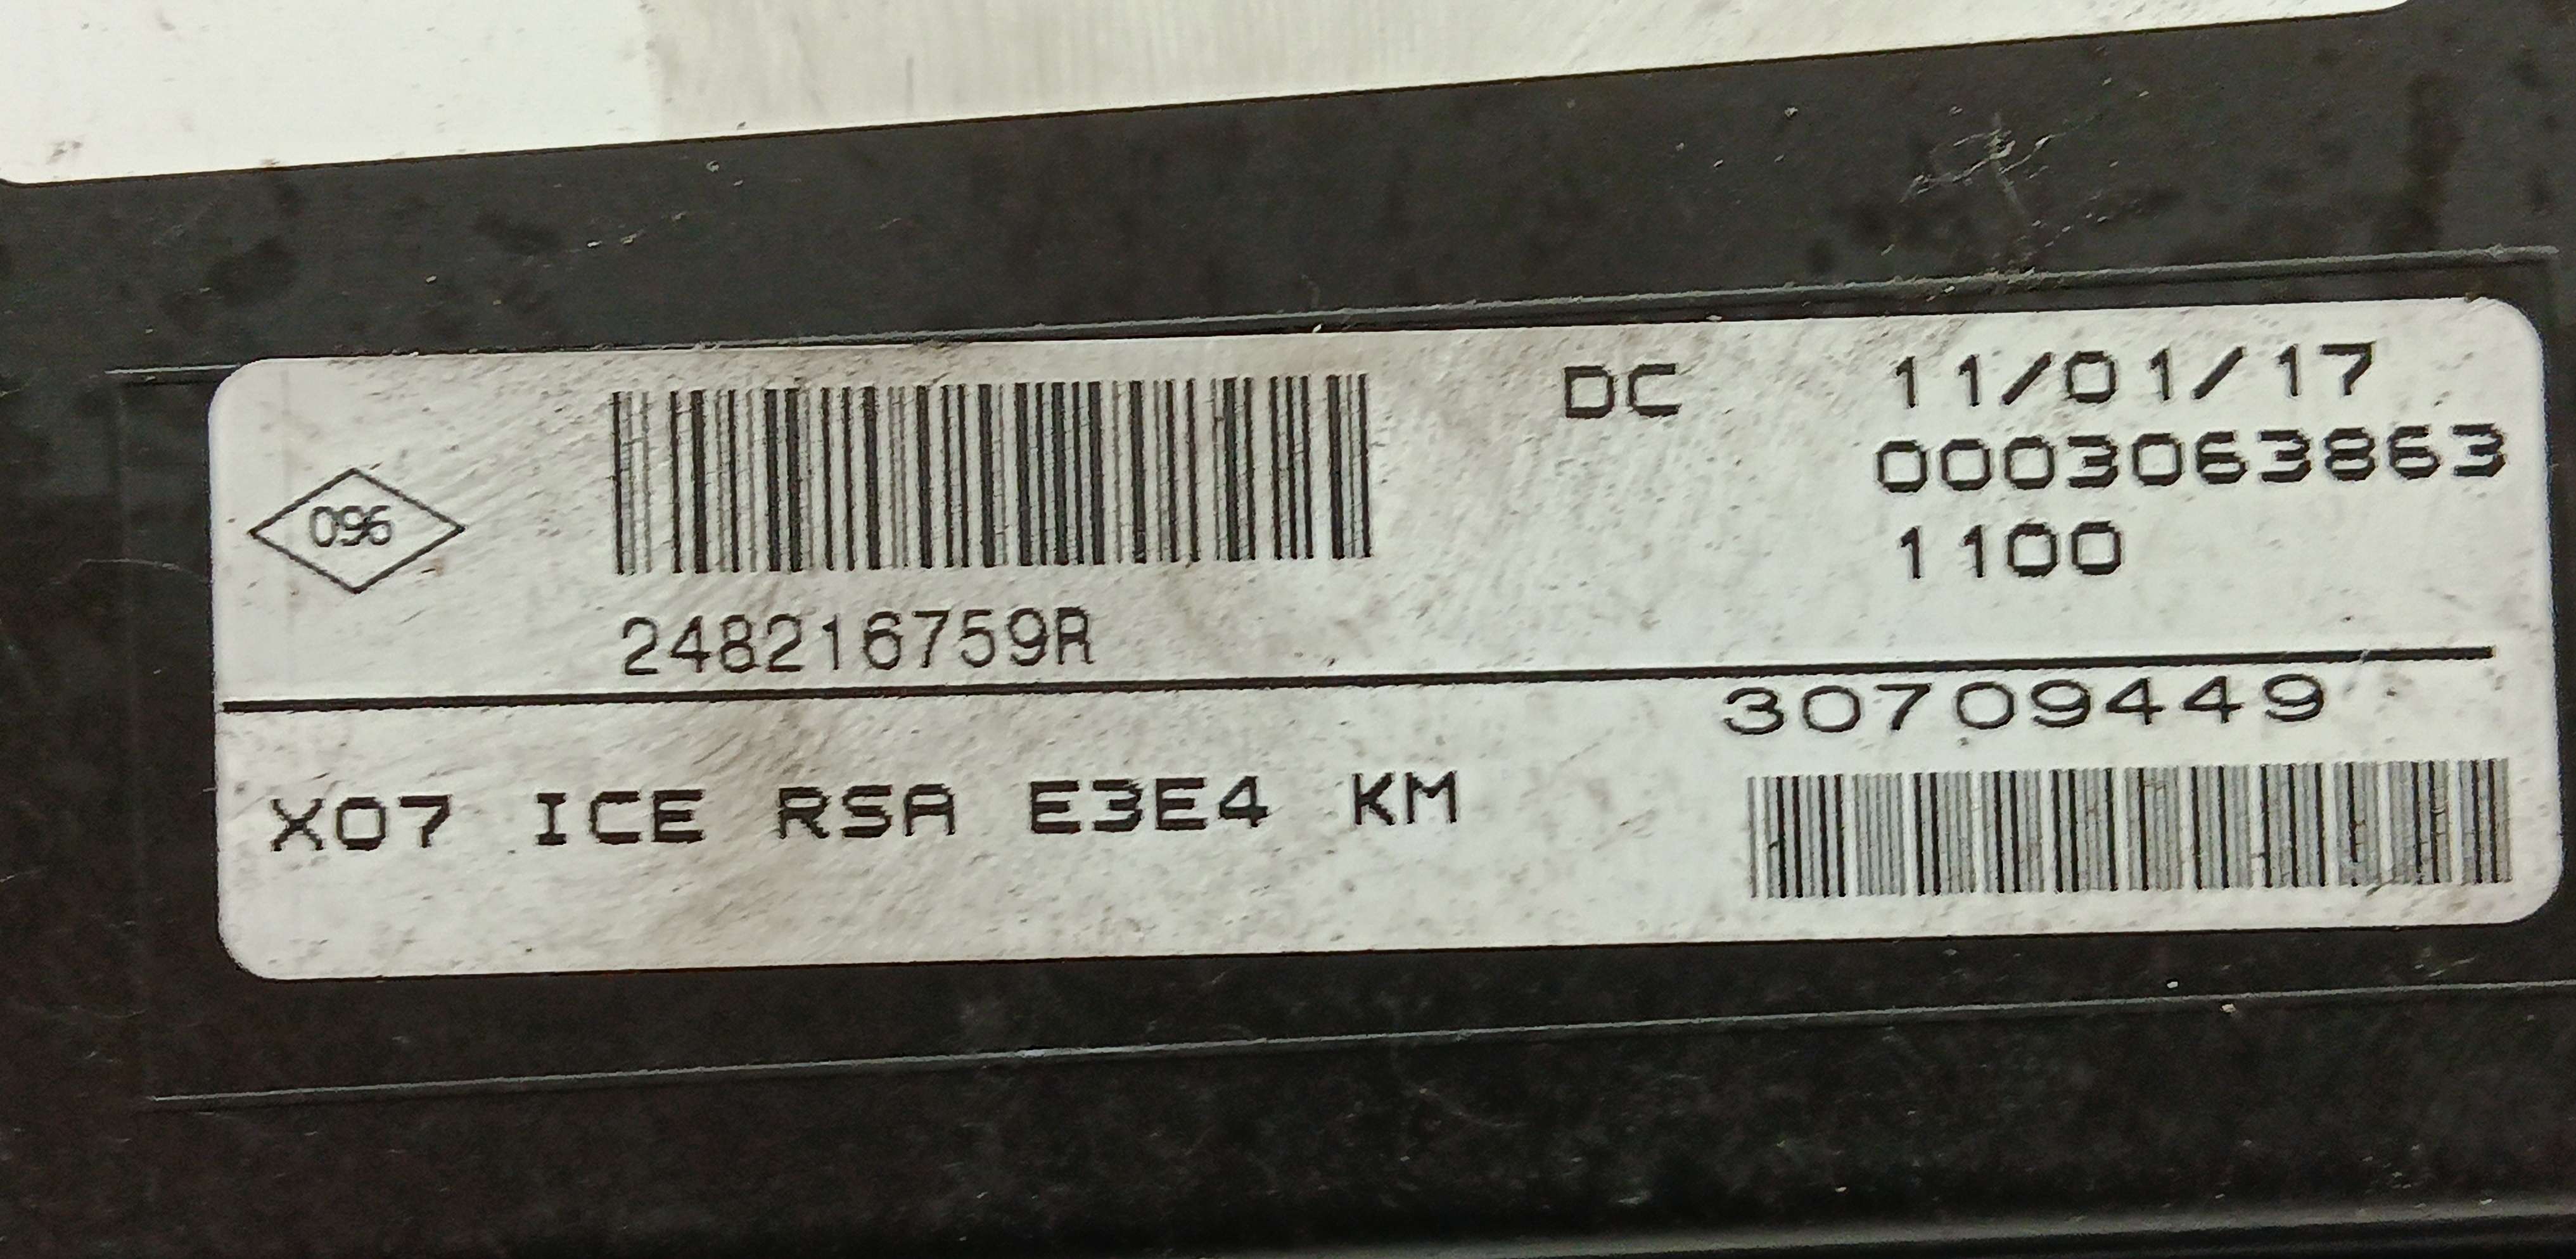 DC 11/01/17
0003063863
1100
096
248216759R
30709449
X07 ICE RSA E3E4 KM